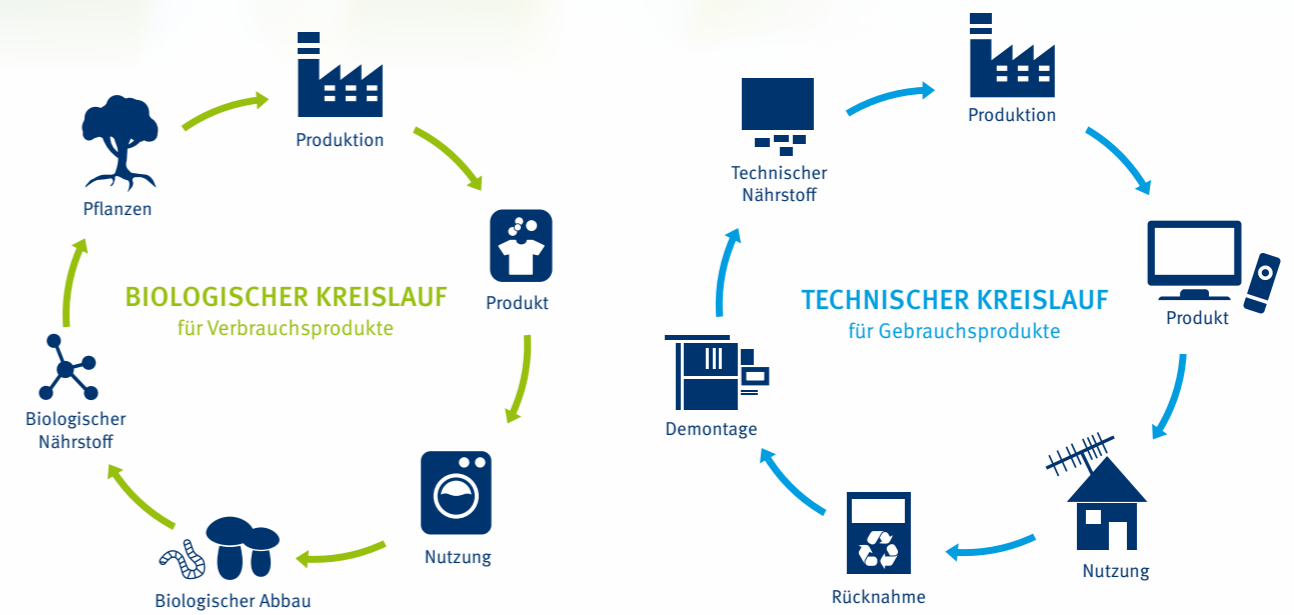 Produktion
Pflanzen
Produkt
BIOLOGISCHER KREISLAUF
für Verbrauchsprodukte
Biologischer
Nährstoff
Nutzung
Biologischer Abbau
Produktion
Technischer
Nährstoff
TECHNISCHER KREISLAUF
für Gebrauchsprodukte
Produkt
Demontage
Nutzung
Rücknahme